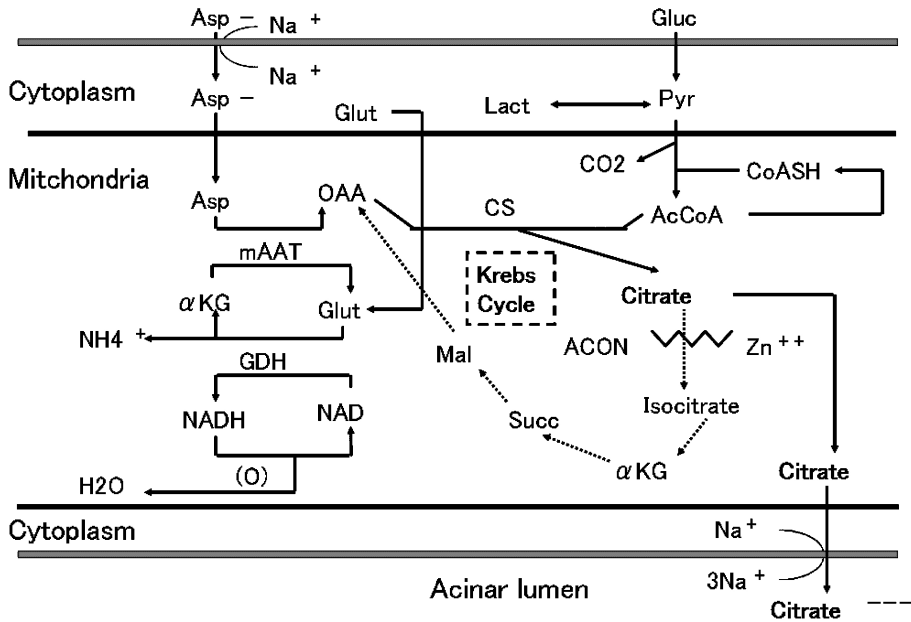 Asp − Na + Gluc
Na +
Cytoplasm
Asp −
Glut
Lact
Pyr
CO2
CoASH
Mitchondria
Asp
OAA
CS
AcCoA
mAAT
Krebs
Cycle
αKG
Glut
Citrate
NH4 +
Mal
ACON
Zn ++
GDH
NADH
NAD
Succ
Isocitrate
(O)
αKG
Citrate
H2O
Cytoplasm
Na +
Acinar lumen
3Na +
Citrate